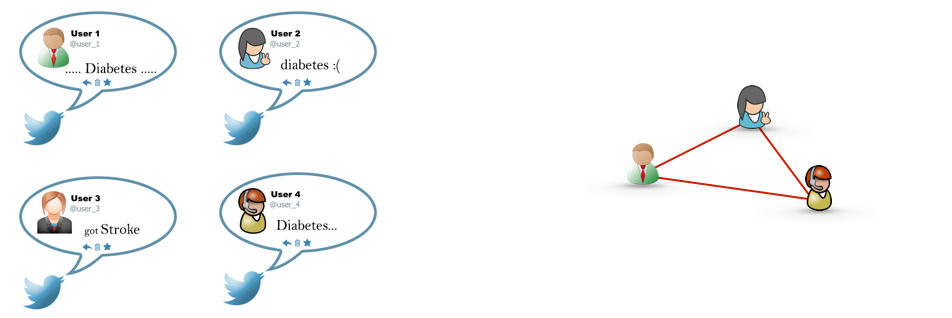 User 1
@user_1
..... Diabetes .....
User 2
@user_2
diabetes :(
User 3
@user_3
got Stroke
User 4
@user_4
Diabetes...